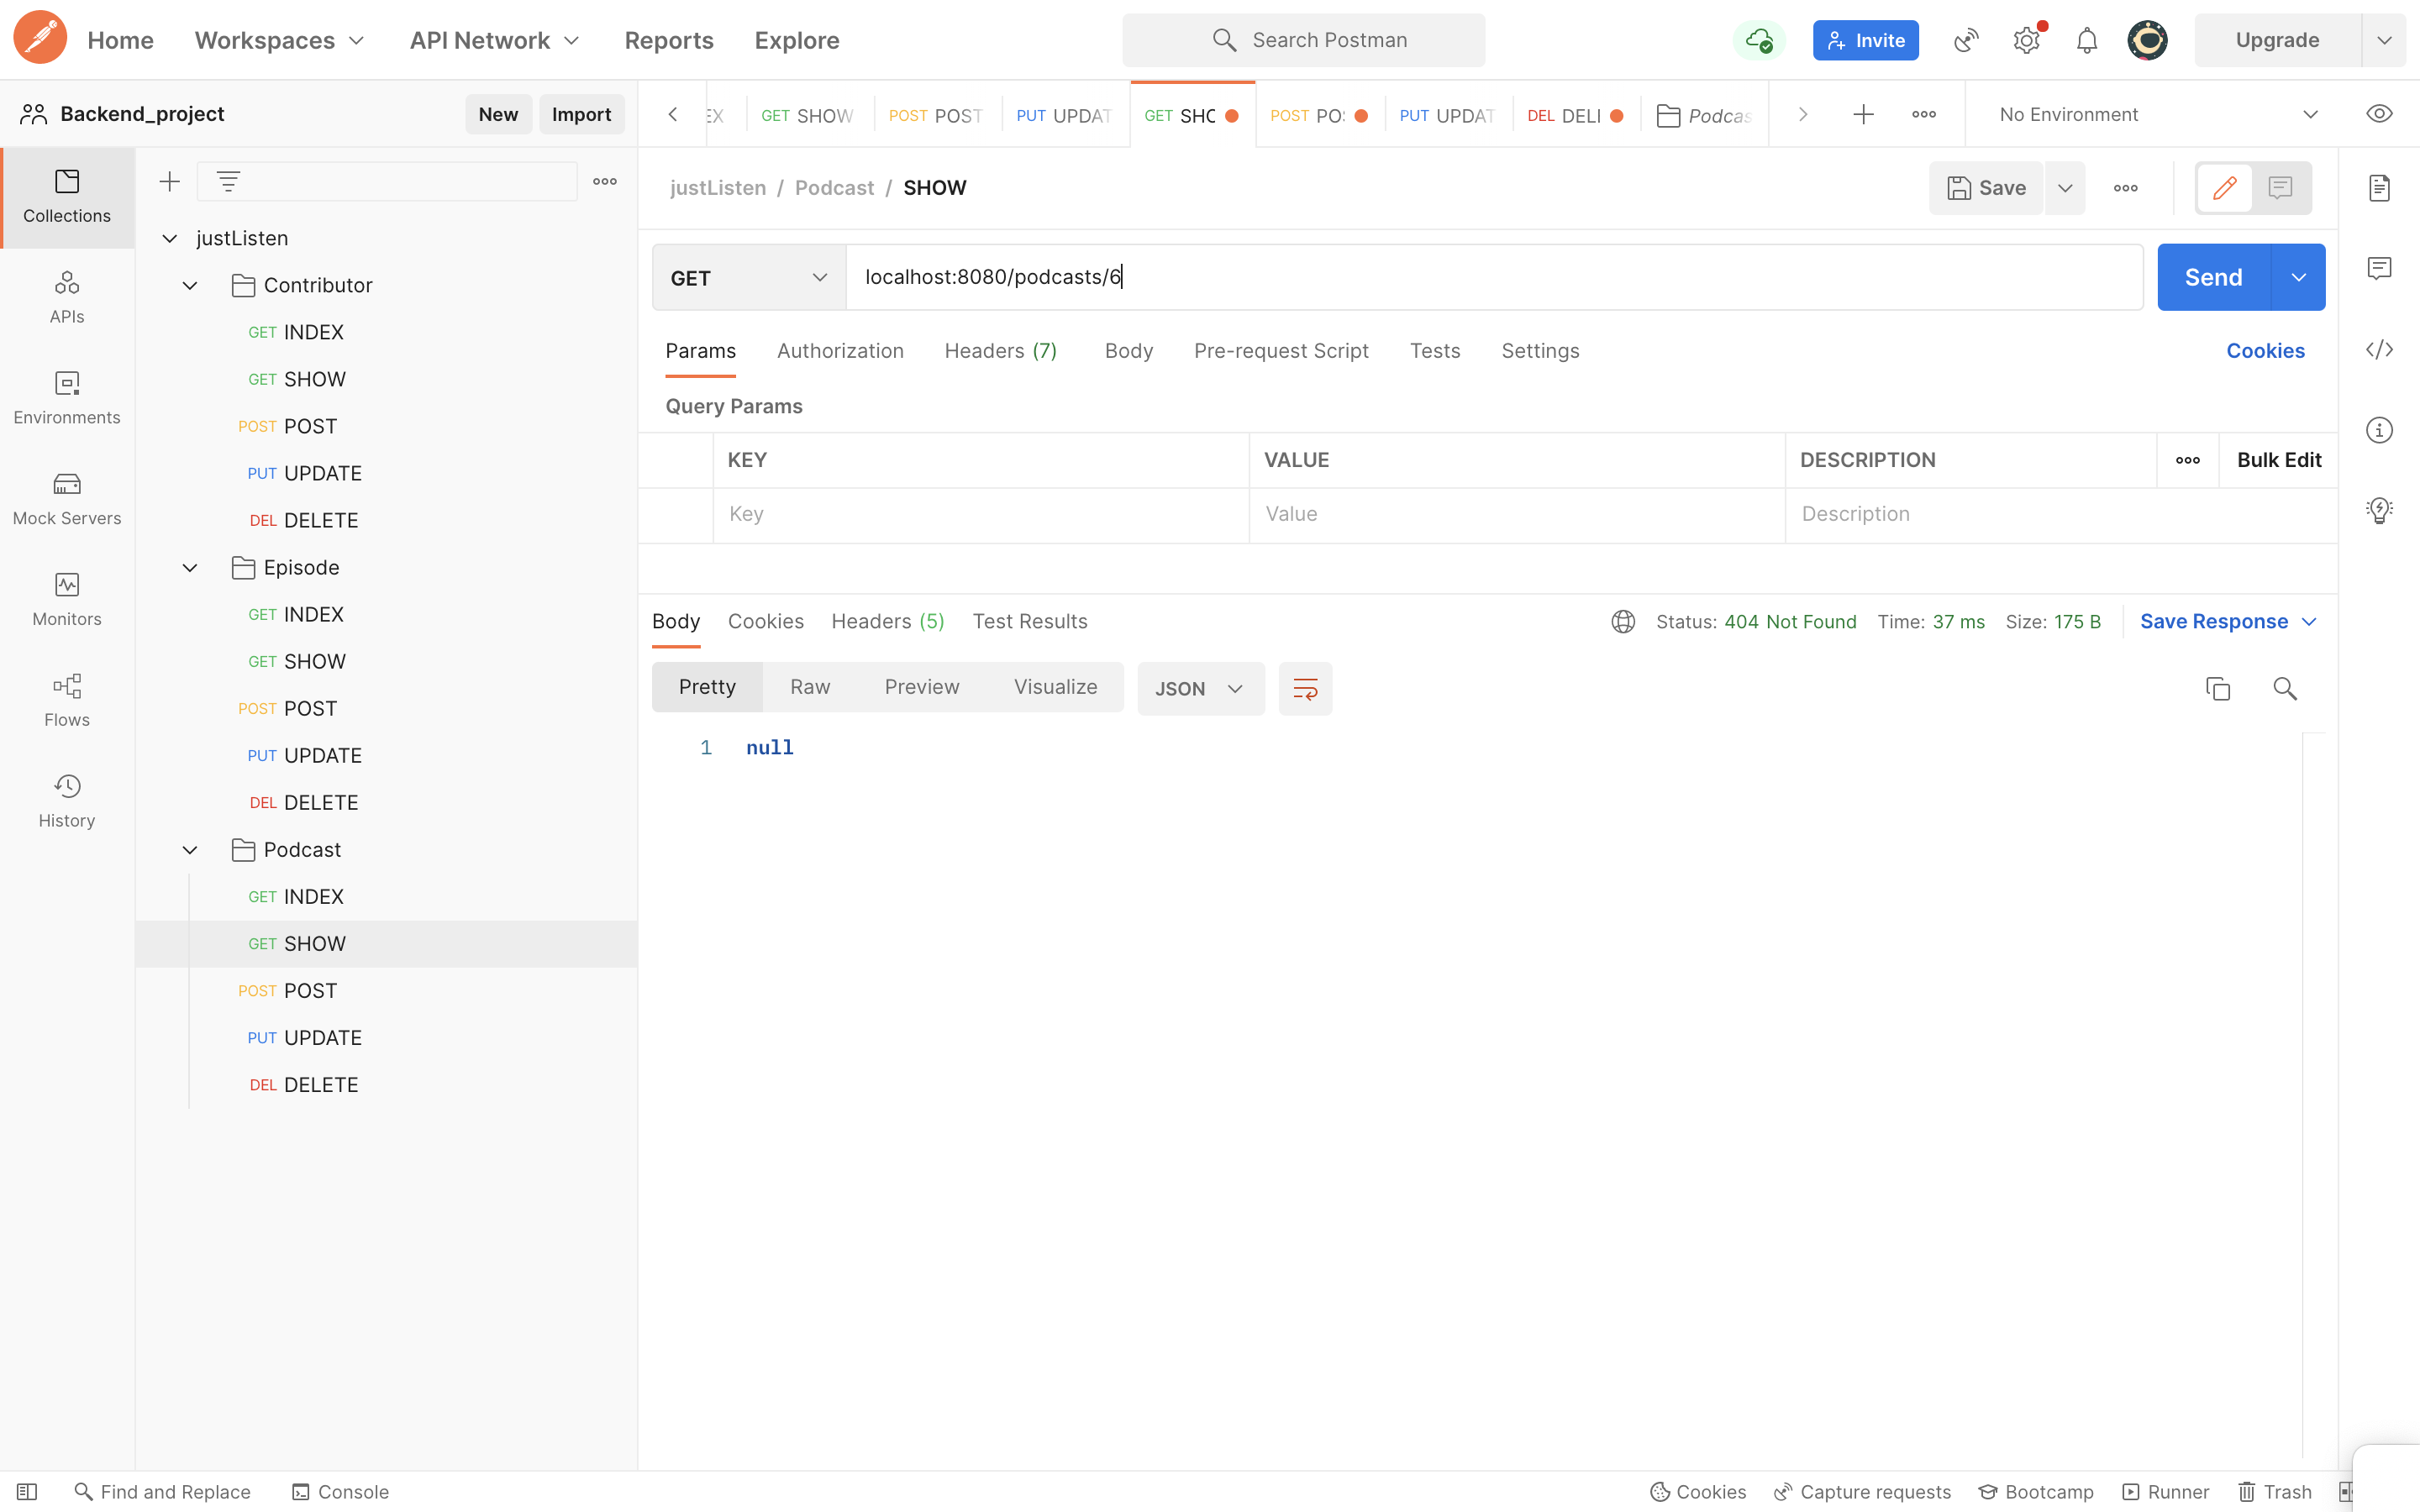 Home Workspaces API Network Reports Explore Search Postman Invite Upgrade
Backend_project New Import
EX GET SHOW POST POST PUT UPDAT GET SHO POST PO: PUT UPDAT DEL DELI Podcas No Environment
Collections
APIs
Environments
Mock Servers
Monitors
Flows
History
justListen
Contributor
GET INDEX
GET SHOW
POST POST
PUT UPDATE
DEL DELETE
Episode
GET INDEX
GET SHOW
POST POST
PUT UPDATE
DEL DELETE
Podcast
GET INDEX
GET SHOW
POST POST
PUT UPDATE
DEL DELETE
justListen / Podcast / SHOW Save
GET localhost:8080/podcasts/6 Send
Params Authorization Headers (7) Body Pre-request Script Tests Settings Cookies
Query Params
KEY VALUE DESCRIPTION Bulk Edit
Key Value Description
Body Cookies Headers (5) Test Results Status: 404 Not Found Time: 37 ms Size: 175 B Save Response
Pretty Raw Preview Visualize JSON
1 null
Find and Replace Console Cookies Capture requests Bootcamp Runner Trash